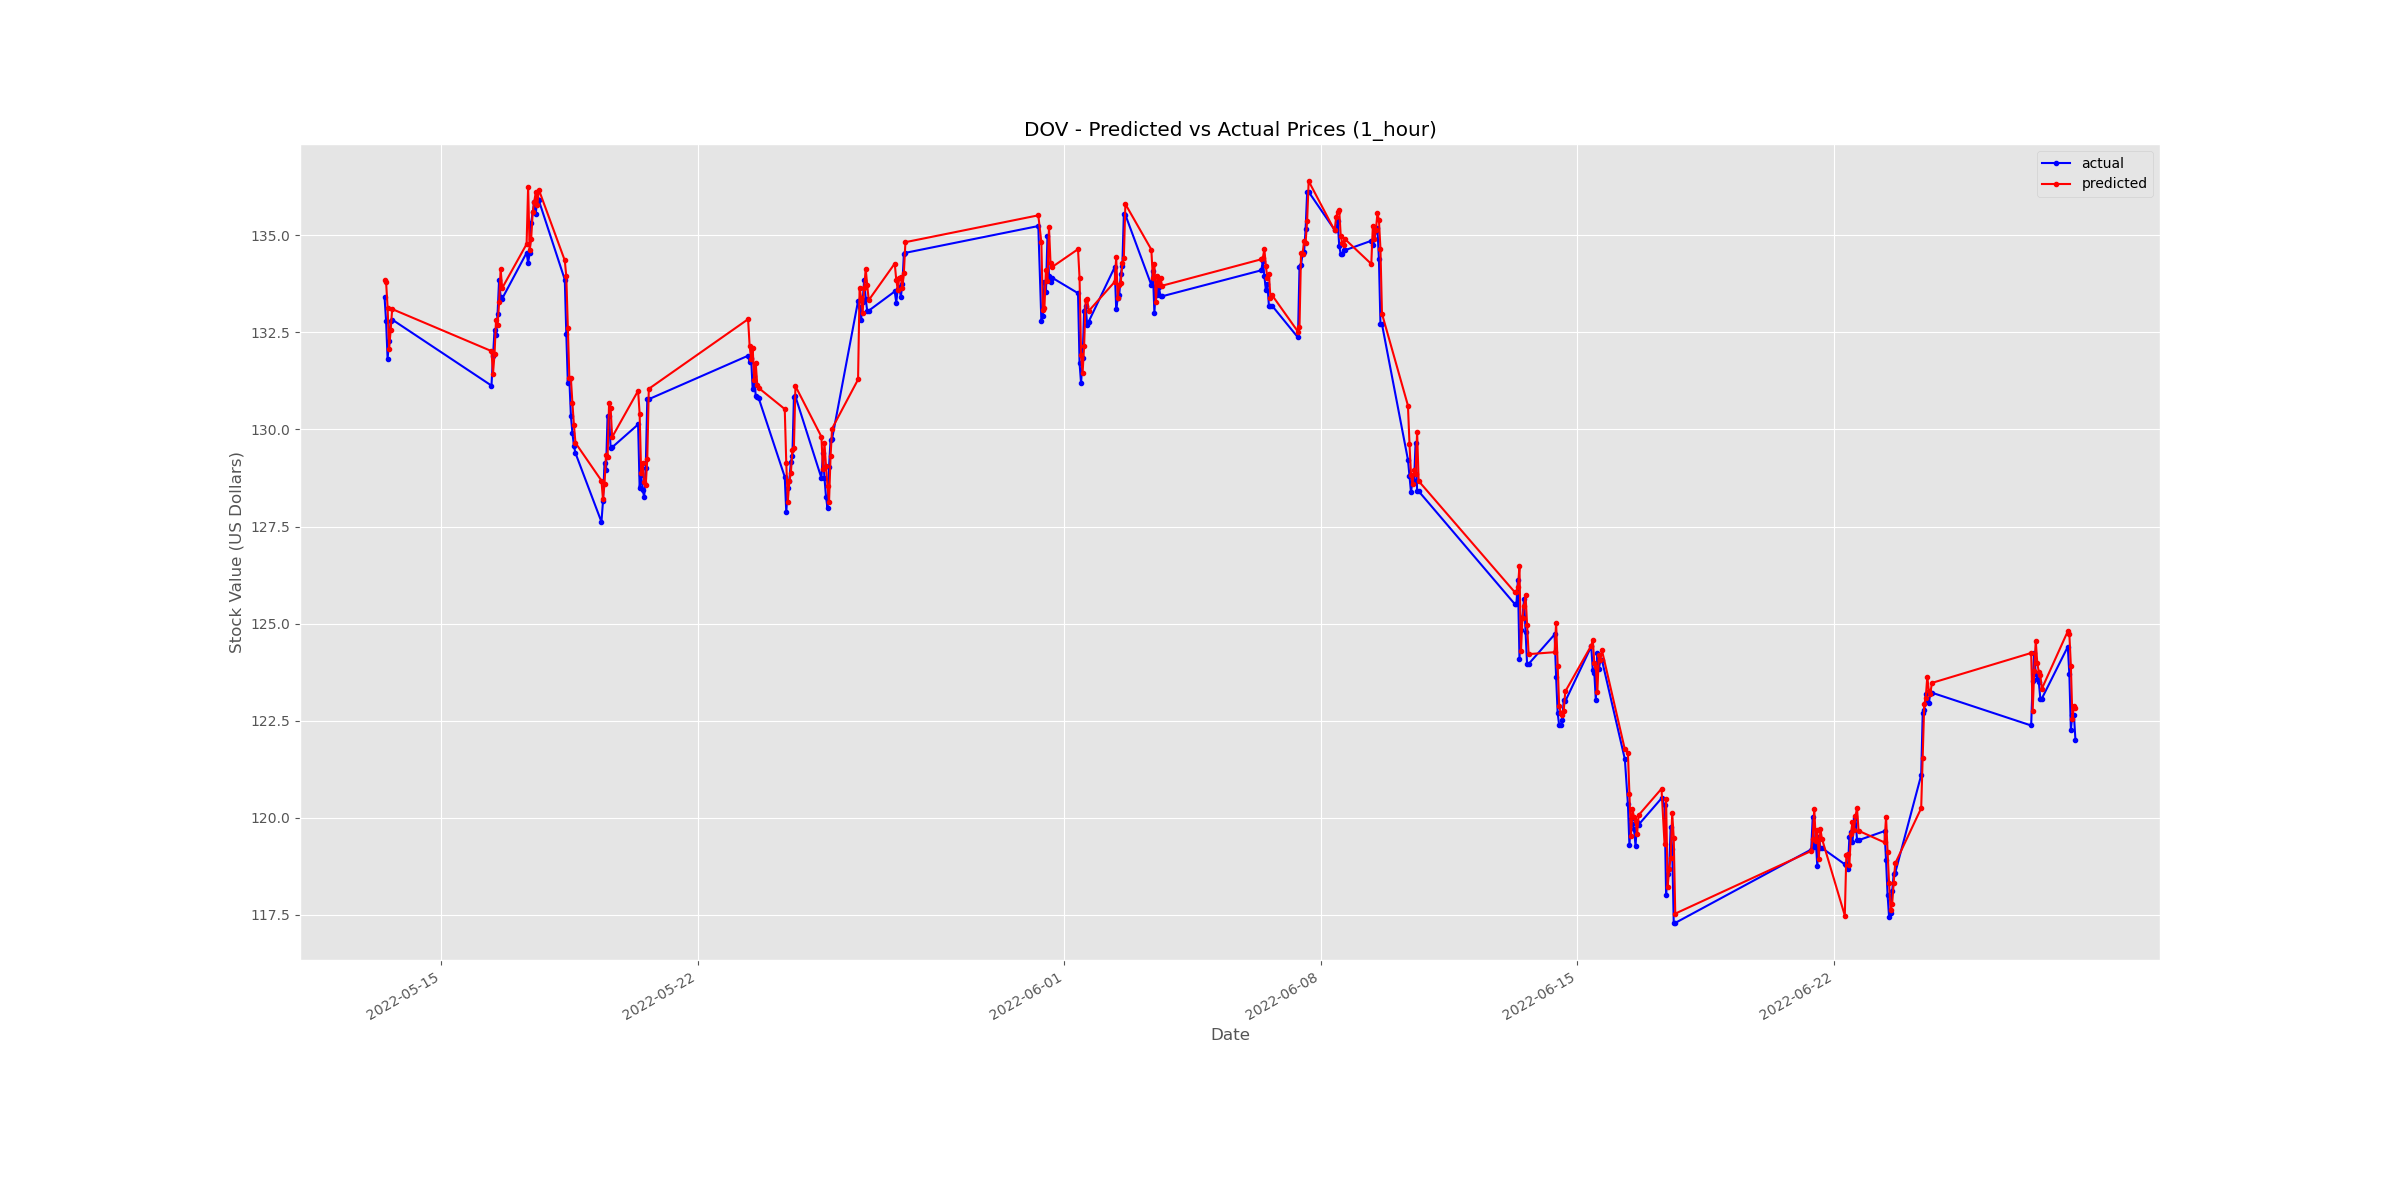 DOV - Predicted vs Actual Prices (1_hour)
actual
predicted
Stock Value (US Dollars)
135.0
132.5
130.0
127.5
125.0
122.5
120.0
117.5
2022-05-15
2022-05-22
2022-06-01
2022-06-08
2022-06-15
2022-06-22
Date